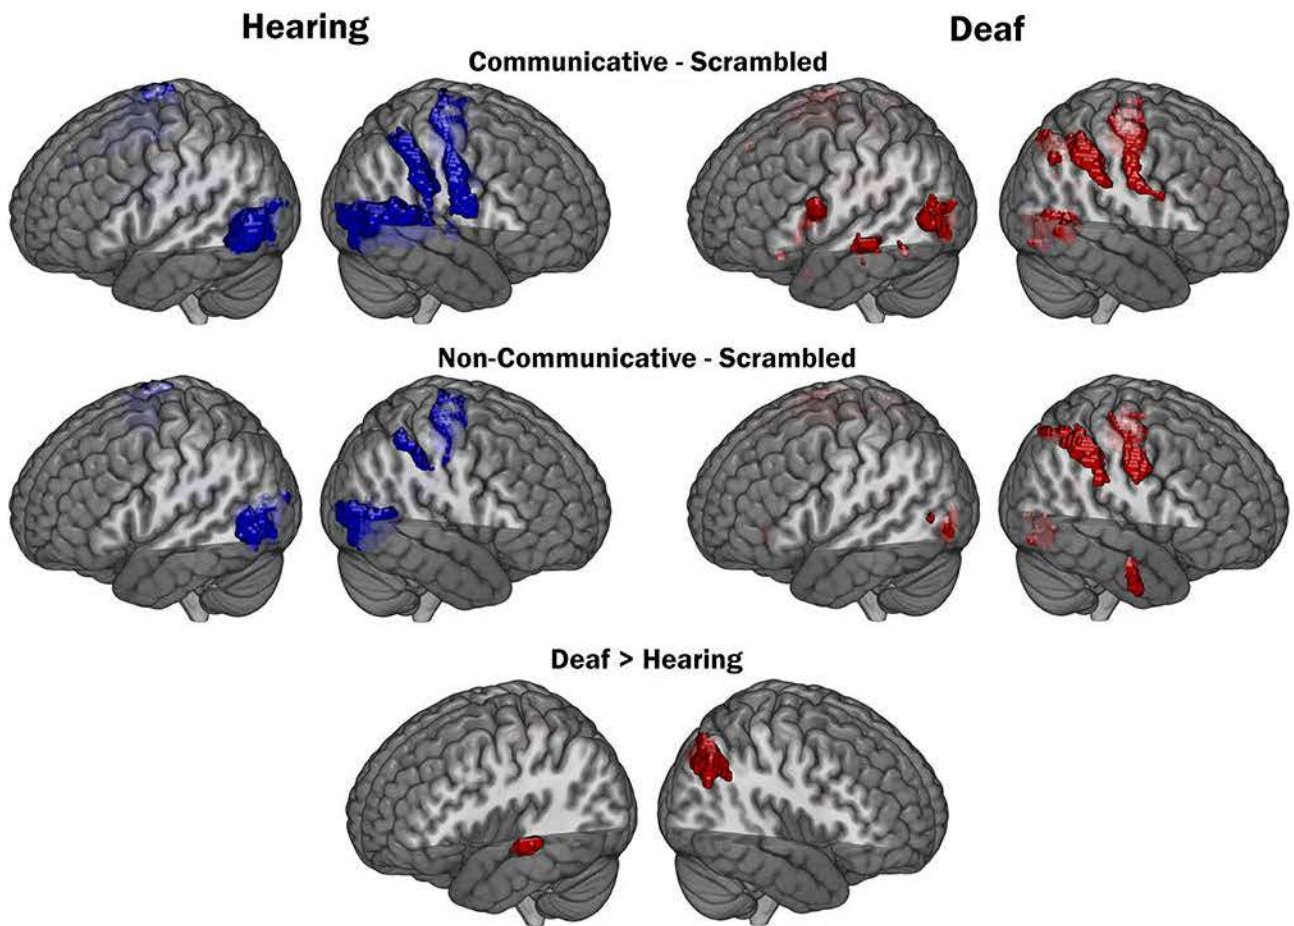 Hearing
Deaf
Communicative - Scrambled
Non-Communicative - Scrambled
Deaf > Hearing